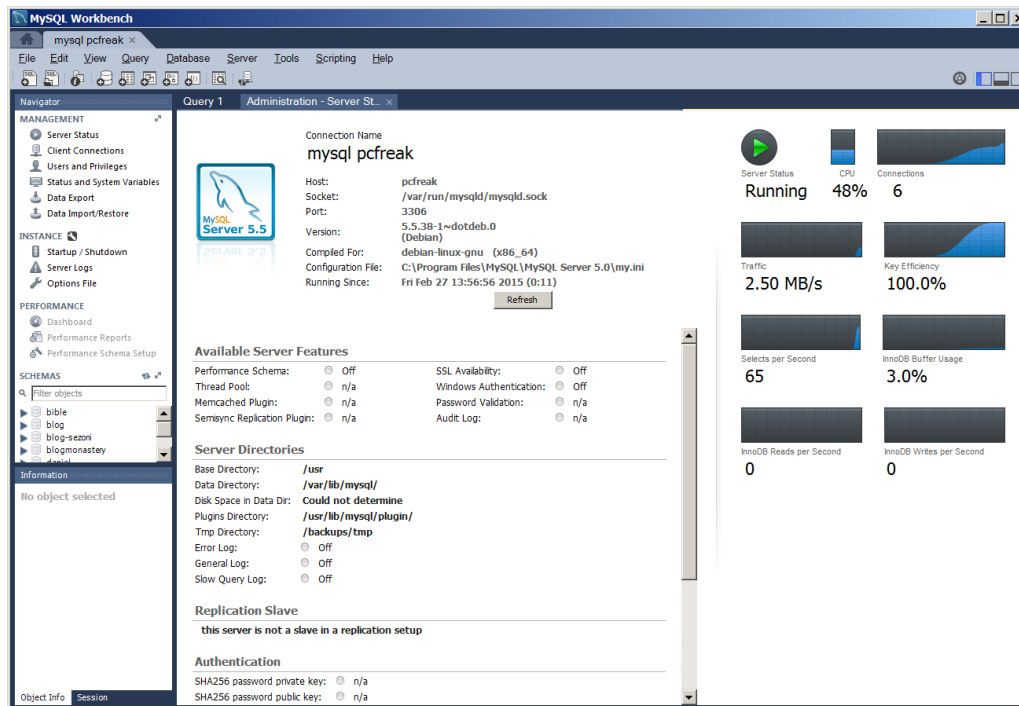 MySQL Workbench
mysql pcfreak ×
File Edit View Query Database Server Tools Scripting Help
Navigator
MANAGEMENT
Server Status
Client Connections
Users and Privileges
Status and System Variables
Data Export
Data Import/Restore
INSTANCE
Startup / Shutdown
Server Logs
Options File
PERFORMANCE
Dashboard
Performance Reports
Performance Schema Setup
SCHEMAS
Filter objects
bible
blog
blog-sezoni
blogmonastery
daniel
Information
No object selected
Object Info Session
Query 1 Administration - Server St... ×
Connection Name
mysql pcfreak
MySQL
Server 5.5
Host: pcfreak
Socket: /var/run/mysqld/mysqld.sock
Port: 3306
Version: 5.5.38-1~dotdeb.0
(Debian)
Compiled For: debian-linux-gnu (x86_64)
Configuration File: C:\Program Files\MySQL\MySQL Server 5.0\my.ini
Running Since: Fri Feb 27 13:56:56 2015 (0:11)
Refresh
Available Server Features
Performance Schema: Off SSL Availability: Off
Thread Pool: n/a Windows Authentication: Off
Memcached Plugin: n/a Password Validation: n/a
Semisync Replication Plugin: n/a Audit Log: n/a
Server Directories
Base Directory: /usr
Data Directory: /var/lib/mysql/
Disk Space in Data Dir: Could not determine
Plugins Directory: /usr/lib/mysql/plugin/
Tmp Directory: /backups/tmp
Error Log: Off
General Log: Off
Slow Query Log: Off
Replication Slave
this server is not a slave in a replication setup
Authentication
SHA256 password private key: n/a
SHA256 password public key: n/a
Server Status CPU Connections
Running 48% 6
Traffic Key Efficiency
2.50 MB/s 100.0%
Selects per Second InnoDB Buffer Usage
65 3.0%
InnoDB Reads per Second InnoDB Writes per Second
0 0